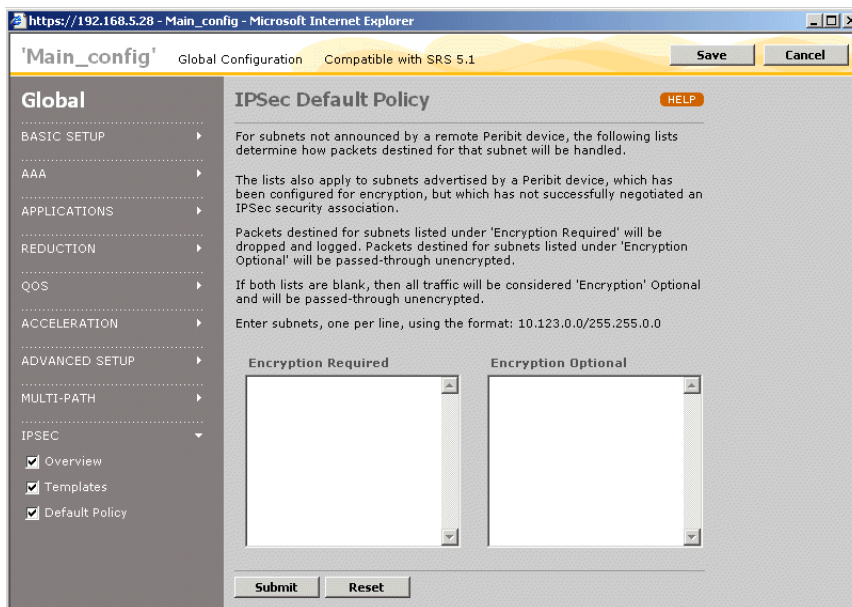 https://192.168.5.28 - Main_config - Microsoft Internet Explorer
'Main_config' Global Configuration Compatible with SRS 5.1 Save Cancel
Global
BASIC SETUP
AAA
APPLICATIONS
REDUCTION
QOS
ACCELERATION
ADVANCED SETUP
MULTI-PATH
IPSEC
Overview
Templates
Default Policy
IPSec Default Policy HELP
For subnets not announced by a remote Peribit device, the following lists
determine how packets destined for that subnet will be handled.
The lists also apply to subnets advertised by a Peribit device, which has
been configured for encryption, but which has not successfully negotiated an
IPSec security association.
Packets destined for subnets listed under 'Encryption Required' will be
dropped and logged. Packets destined for subnets listed under 'Encryption
Optional' will be passed-through unencrypted.
If both lists are blank, then all traffic will be considered 'Encryption' Optional
and will be passed-through unencrypted.
Enter subnets, one per line, using the format: 10.123.0.0/255.255.0.0
Encryption Required Encryption Optional
Submit Reset